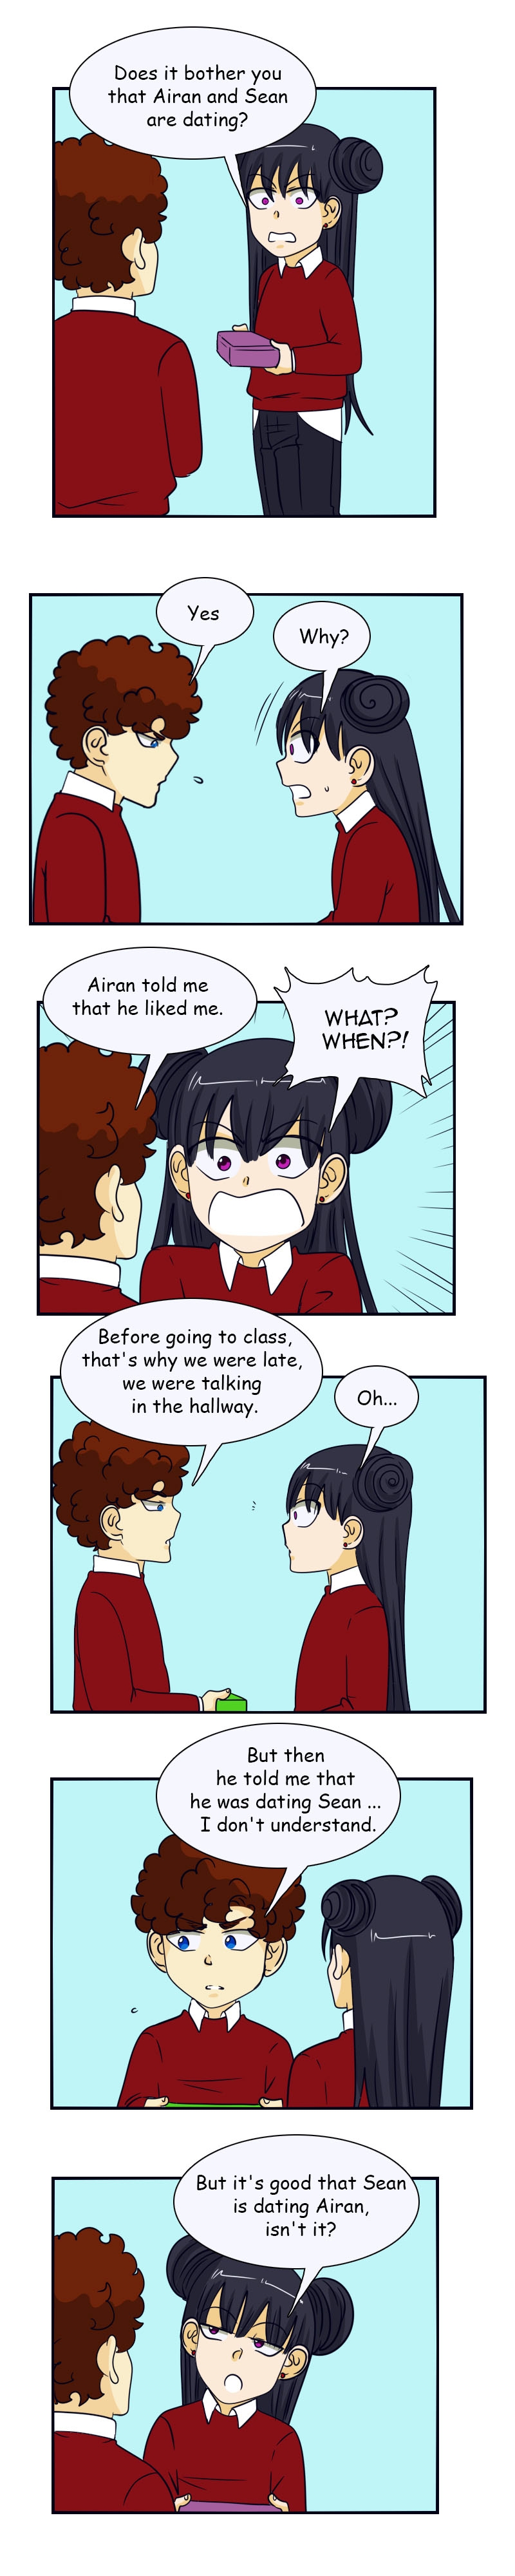 Does it bother you
that Airan and Sean
are dating?
Yes
Why?
Airan told me
that he liked me.
WHAT?
WHEN?!
Before going to class,
that's why we were late,
we were talking
in the hallway.
Oh...
But then
he told me that
he was dating Sean ...
I don't understand.
But it's good that Sean
is dating Airan,
isn't it?